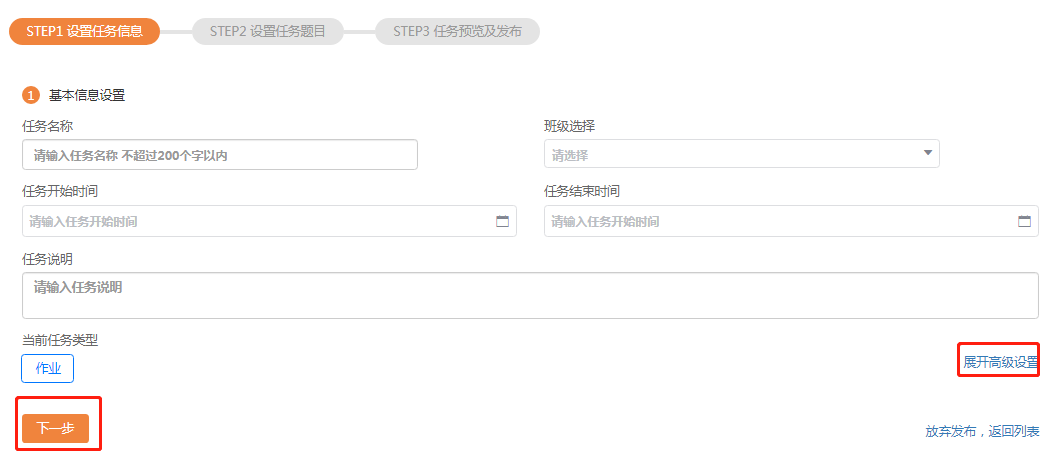 STEP1 设置任务信息 STEP2 设置任务题目 STEP3 任务预览及发布
1 基本信息设置
任务名称 班级选择
请输入任务名称 不超过200个字以内 请选择
任务开始时间 任务结束时间
请输入任务开始时间 请输入任务开始时间
任务说明
请输入任务说明
当前任务类型
作业 展开高级设置
下一步 放弃发布，返回列表